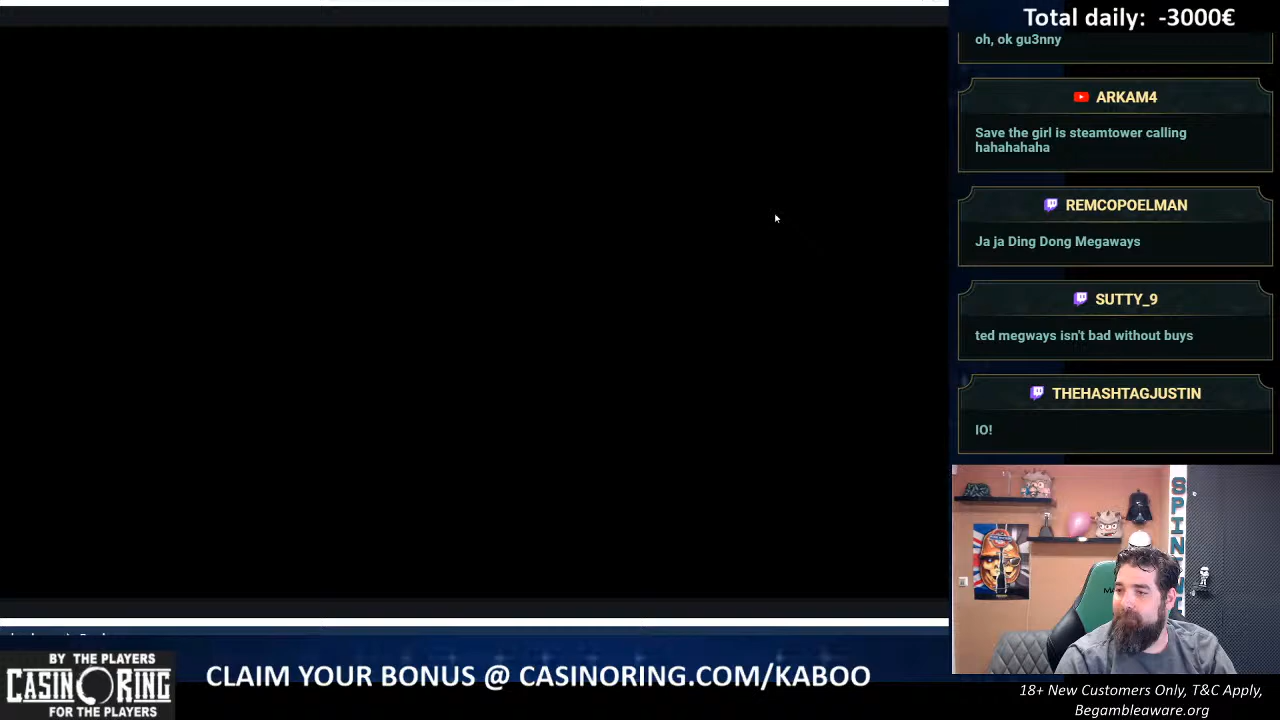 Total daily: -3000€
oh, ok gu3nny
ARKAM4
Save the girl is steamtower calling
hahahahaha
REMCOPOELMAN
Ja ja Ding Dong Megaways
SUTTY_9
ted megways isn't bad without buys
THEHASHTAGJUSTIN
IO!
SPIN
BY THE PLAYERS
CASINORING
FOR THE PLAYERS
CLAIM YOUR BONUS @ CASINORING.COM/KABOO
18+ New Customers Only, T&C Apply,
Begambleaware.org